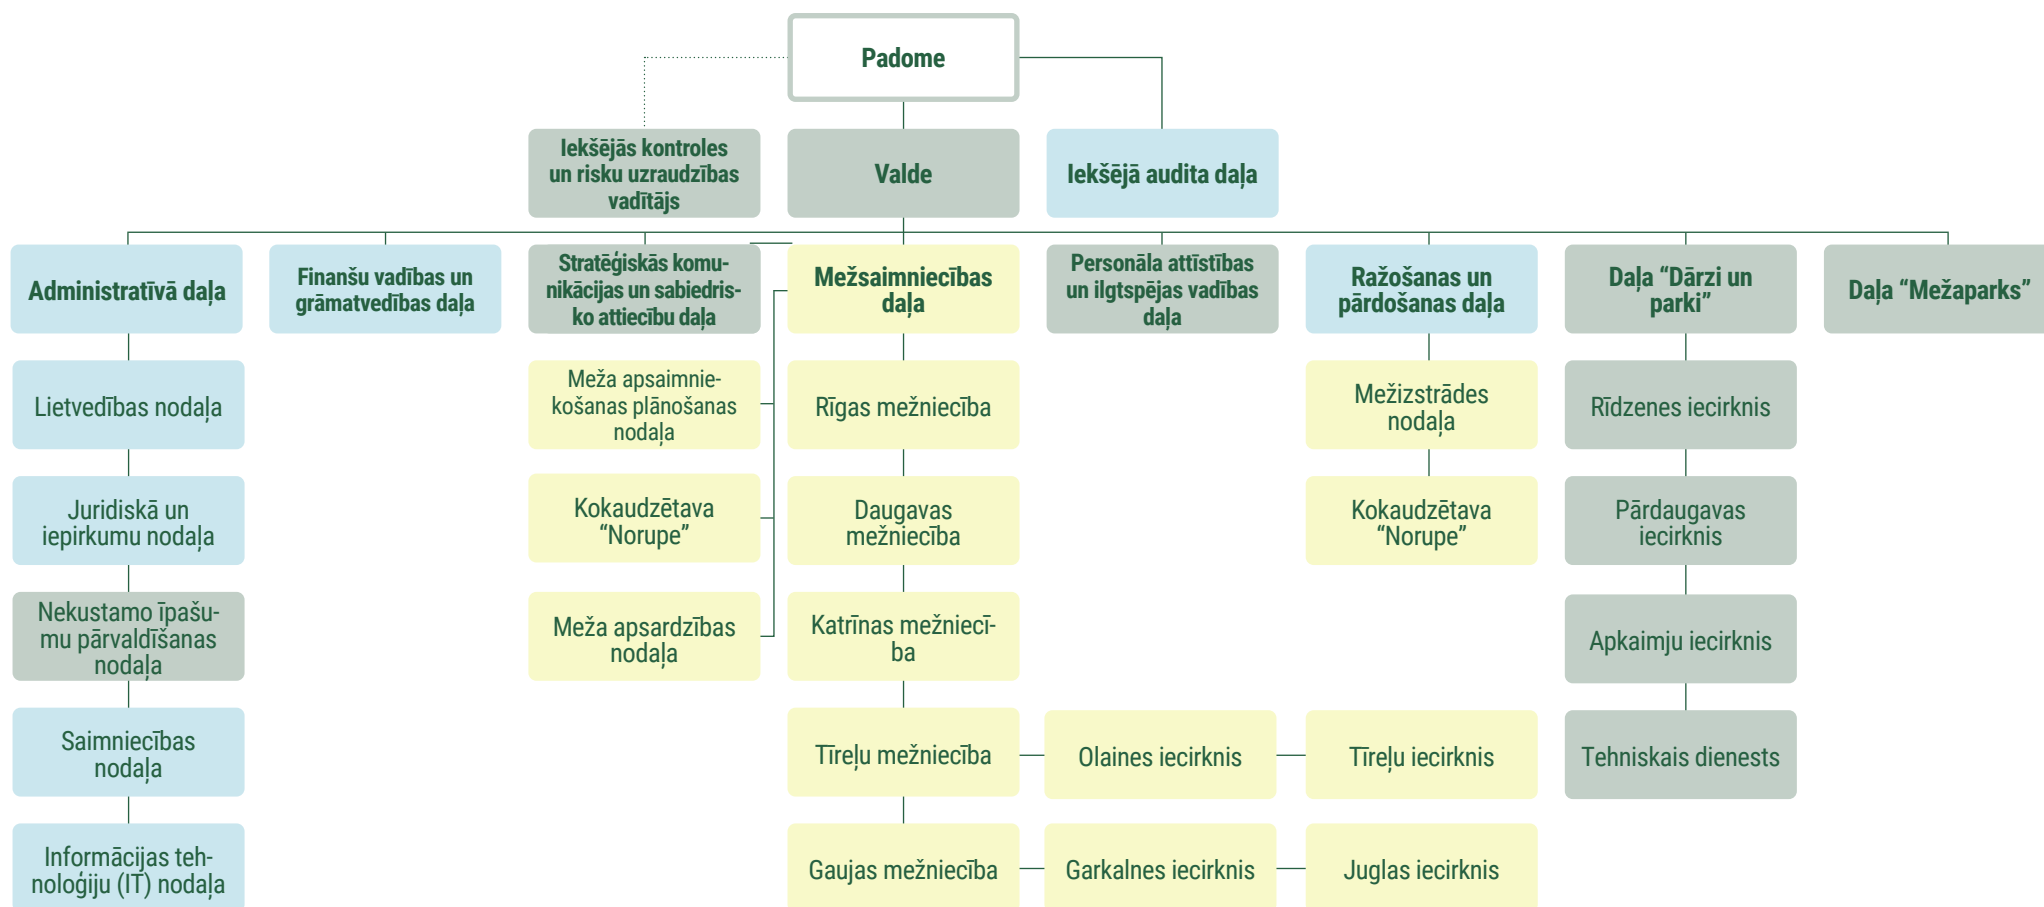 Padome
Iekšējās kontroles
un risku uzraudzības
vadītājs
Valde
Iekšējā audita daļa
Administratīvā daļa
Finanšu vadības un
grāmatvedības daļa
Stratēģiskās komu-
nikācijas un sabiedris-
ko attiecību daļa
Mežsaimniecības
daļa
Personāla attīstības
un ilgtspējas vadības
daļa
Ražošanas un
pārdošanas daļa
Daļa “Dārzi un
parki”
Daļa “Mežaparks”
Lietvedības nodaļa
Meža apsaimnie-
košanas plānošanas
nodaļa
Rīgas mežniecība
Mežizstrādes
nodaļa
Rīdzenes iecirknis
Juridiskā un
iepirkumu nodaļa
Kokaudzētava
“Norupe”
Daugavas
mežniecība
Kokaudzētava
“Norupe”
Pārdaugavas
iecirknis
Nekustamo īpašu-
mu pārvaldīšanas
nodaļa
Meža apsardzības
nodaļa
Katrīnas mežniecī-
ba
Apkaimju iecirknis
Saimniecības
nodaļa
Tīreļu mežniecība
Olaines iecirknis
Tīreļu iecirknis
Tehniskais dienests
Informācijas teh-
noloģiju (IT) nodaļa
Gaujas mežniecība
Garkalnes iecirknis
Juglas iecirknis